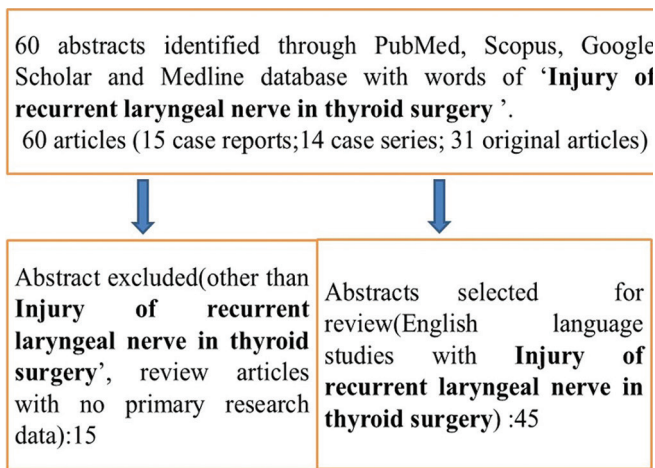 60 abstracts identified through PubMed, Scopus, Google
Scholar and Medline database with words of ‘Injury of
recurrent laryngeal nerve in thyroid surgery ’.
60 articles (15 case reports;14 case series; 31 original articles)
Abstract excluded(other than
Injury of recurrent
laryngeal nerve in thyroid
surgery’, review articles
with no primary research
data):15
Abstracts selected for
review(English language
studies with Injury of
recurrent laryngeal nerve in
thyroid surgery) :45